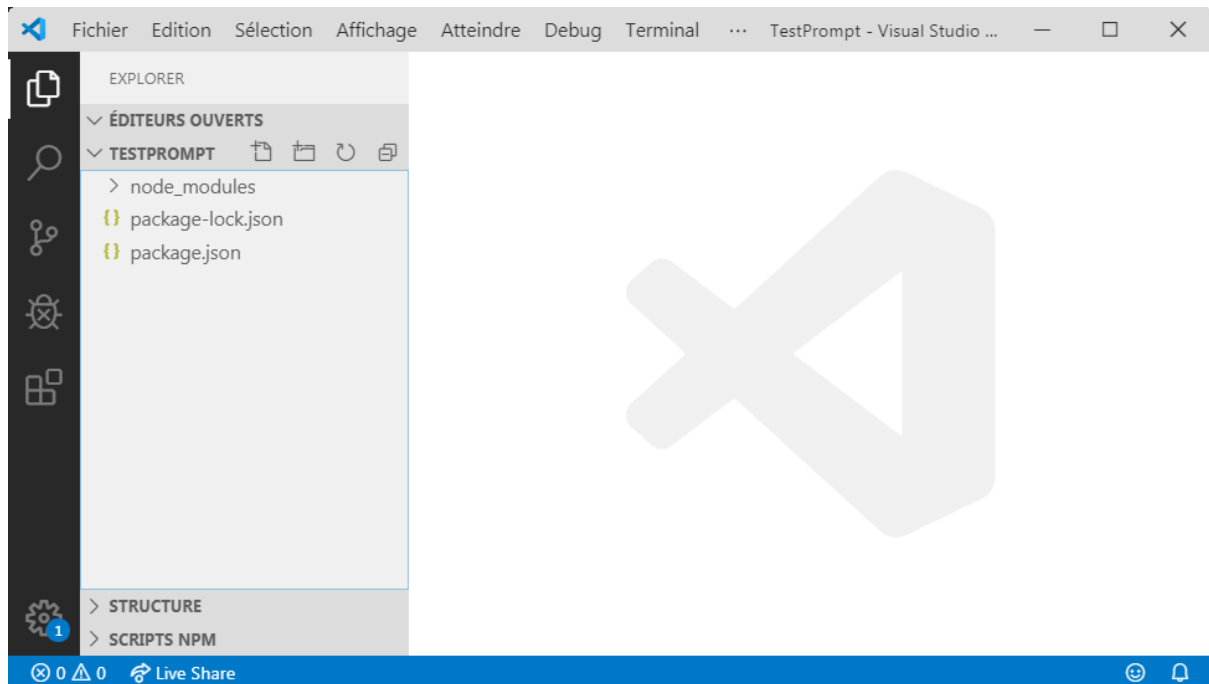 Fichier Edition Sélection Affichage Atteindre Debug Terminal ··· TestPrompt - Visual Studio ...
EXPLORER
ÉDITEURS OUVERTS
TESTPROMPT
node_modules
{} package-lock.json
{} package.json
STRUCTURE
1
SCRIPTS NPM
0 0 Live Share